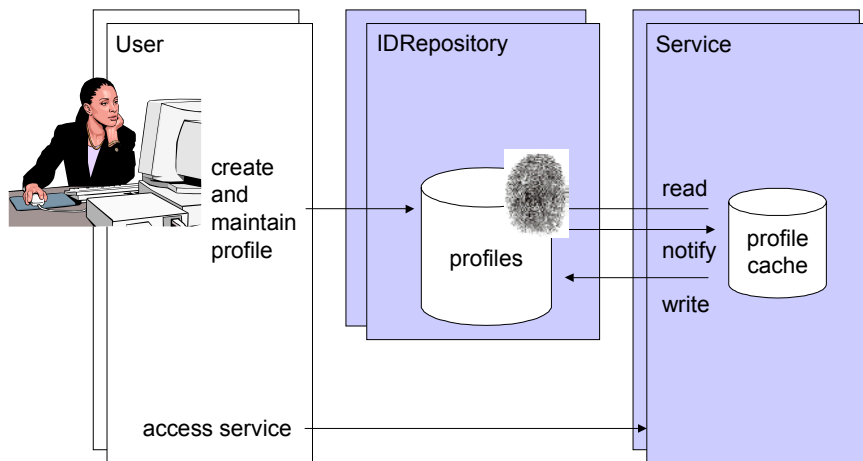 User
IDRepository
Service
create
and
maintain
profile
profiles
read
notify
write
profile
cache
access service